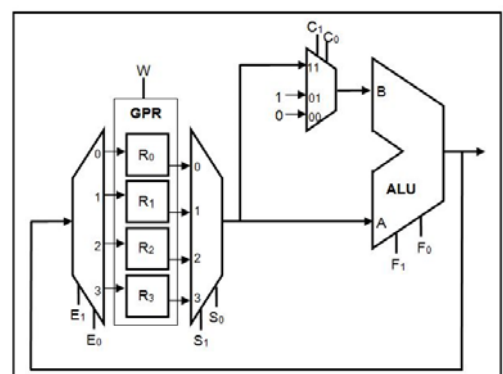 C1 C0
W
11
1 01
0 00
B
GPR
0 R0 0
1 R1 1
2 R2 2
3 R3 3
ALU
A
E1 E0
S1 S0
F1 F0